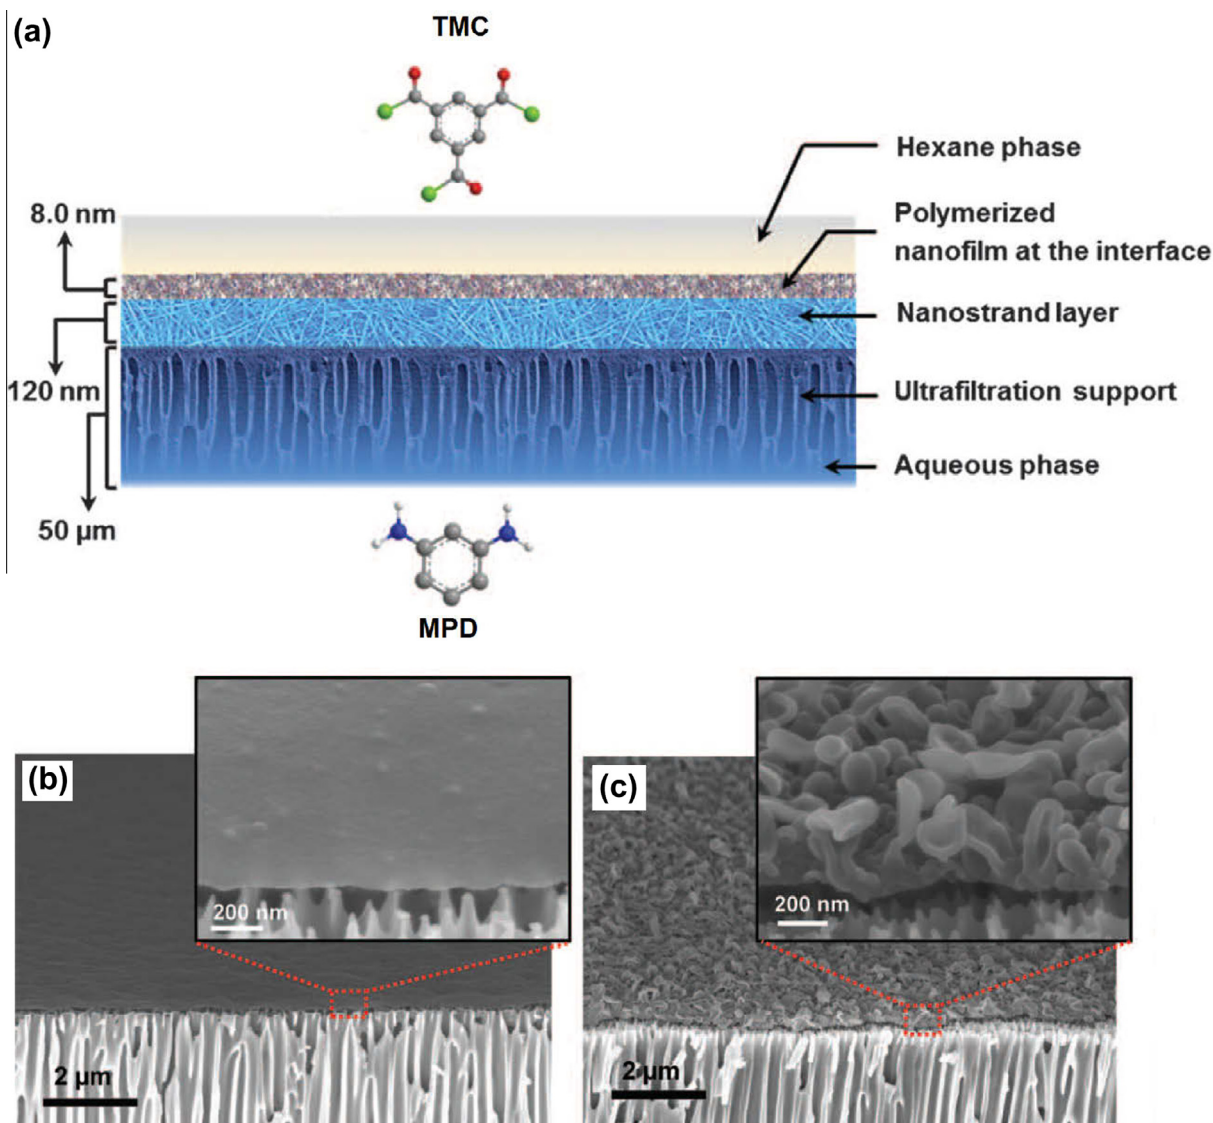 (a)
TMC
Hexane phase
8.0 nm
Polymerized
nanofilm at the interface
Nanostrand layer
120 nm
Ultrafiltration support
Aqueous phase
50 µm
MPD
(b)
200 nm
2 µm
(c)
200 nm
2 µm